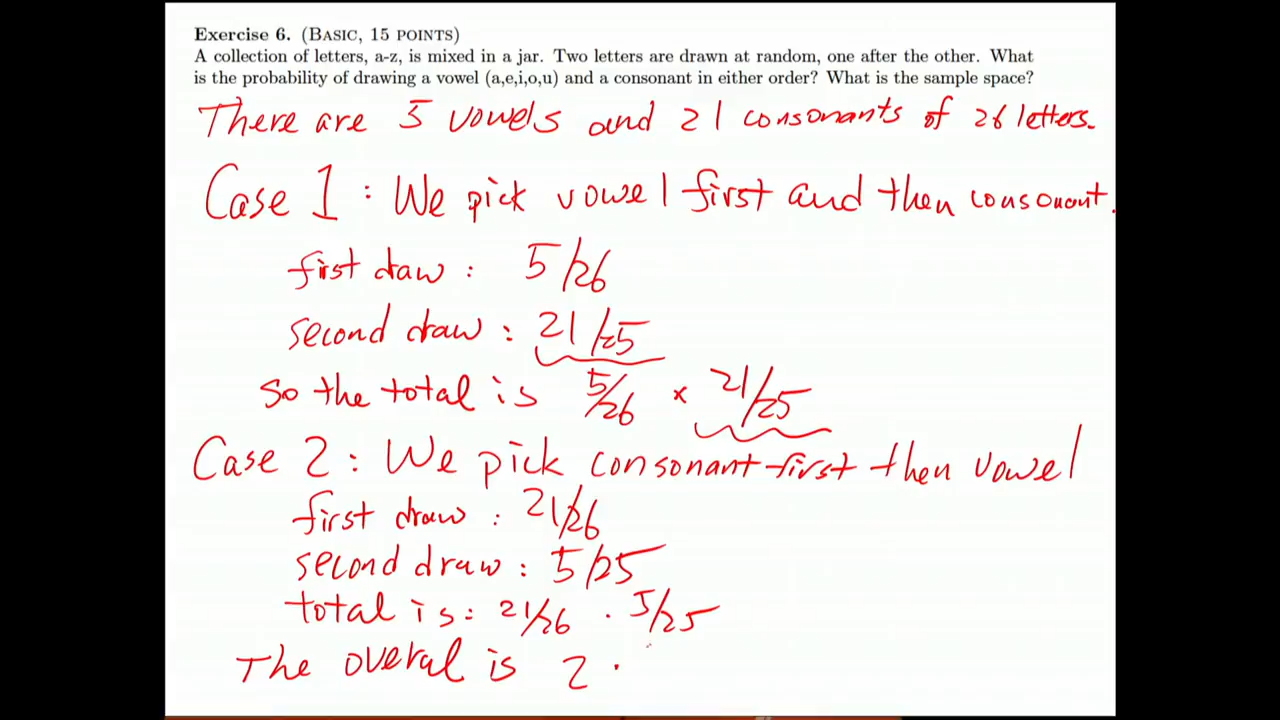 Exercise 6. (BASIC, 15 POINTS)
A collection of letters, a-z, is mixed in a jar. Two letters are drawn at random, one after the other. What
is the probability of drawing a vowel (a,e,i,o,u) and a consonant in either order? What is the sample space?
There are 5 vowels and 21 consonants of 26 letters.
Case 1 : We pick vowel first and then consonant.
first daw : 5/26
second draw : 21/25
So the total is 5/26 × 21/25
Case 2 : We pick consonant first then vowel
first draw : 21/26
second draw : 5/25
total is : 21/26 · 5/25
The overal is 2 ·